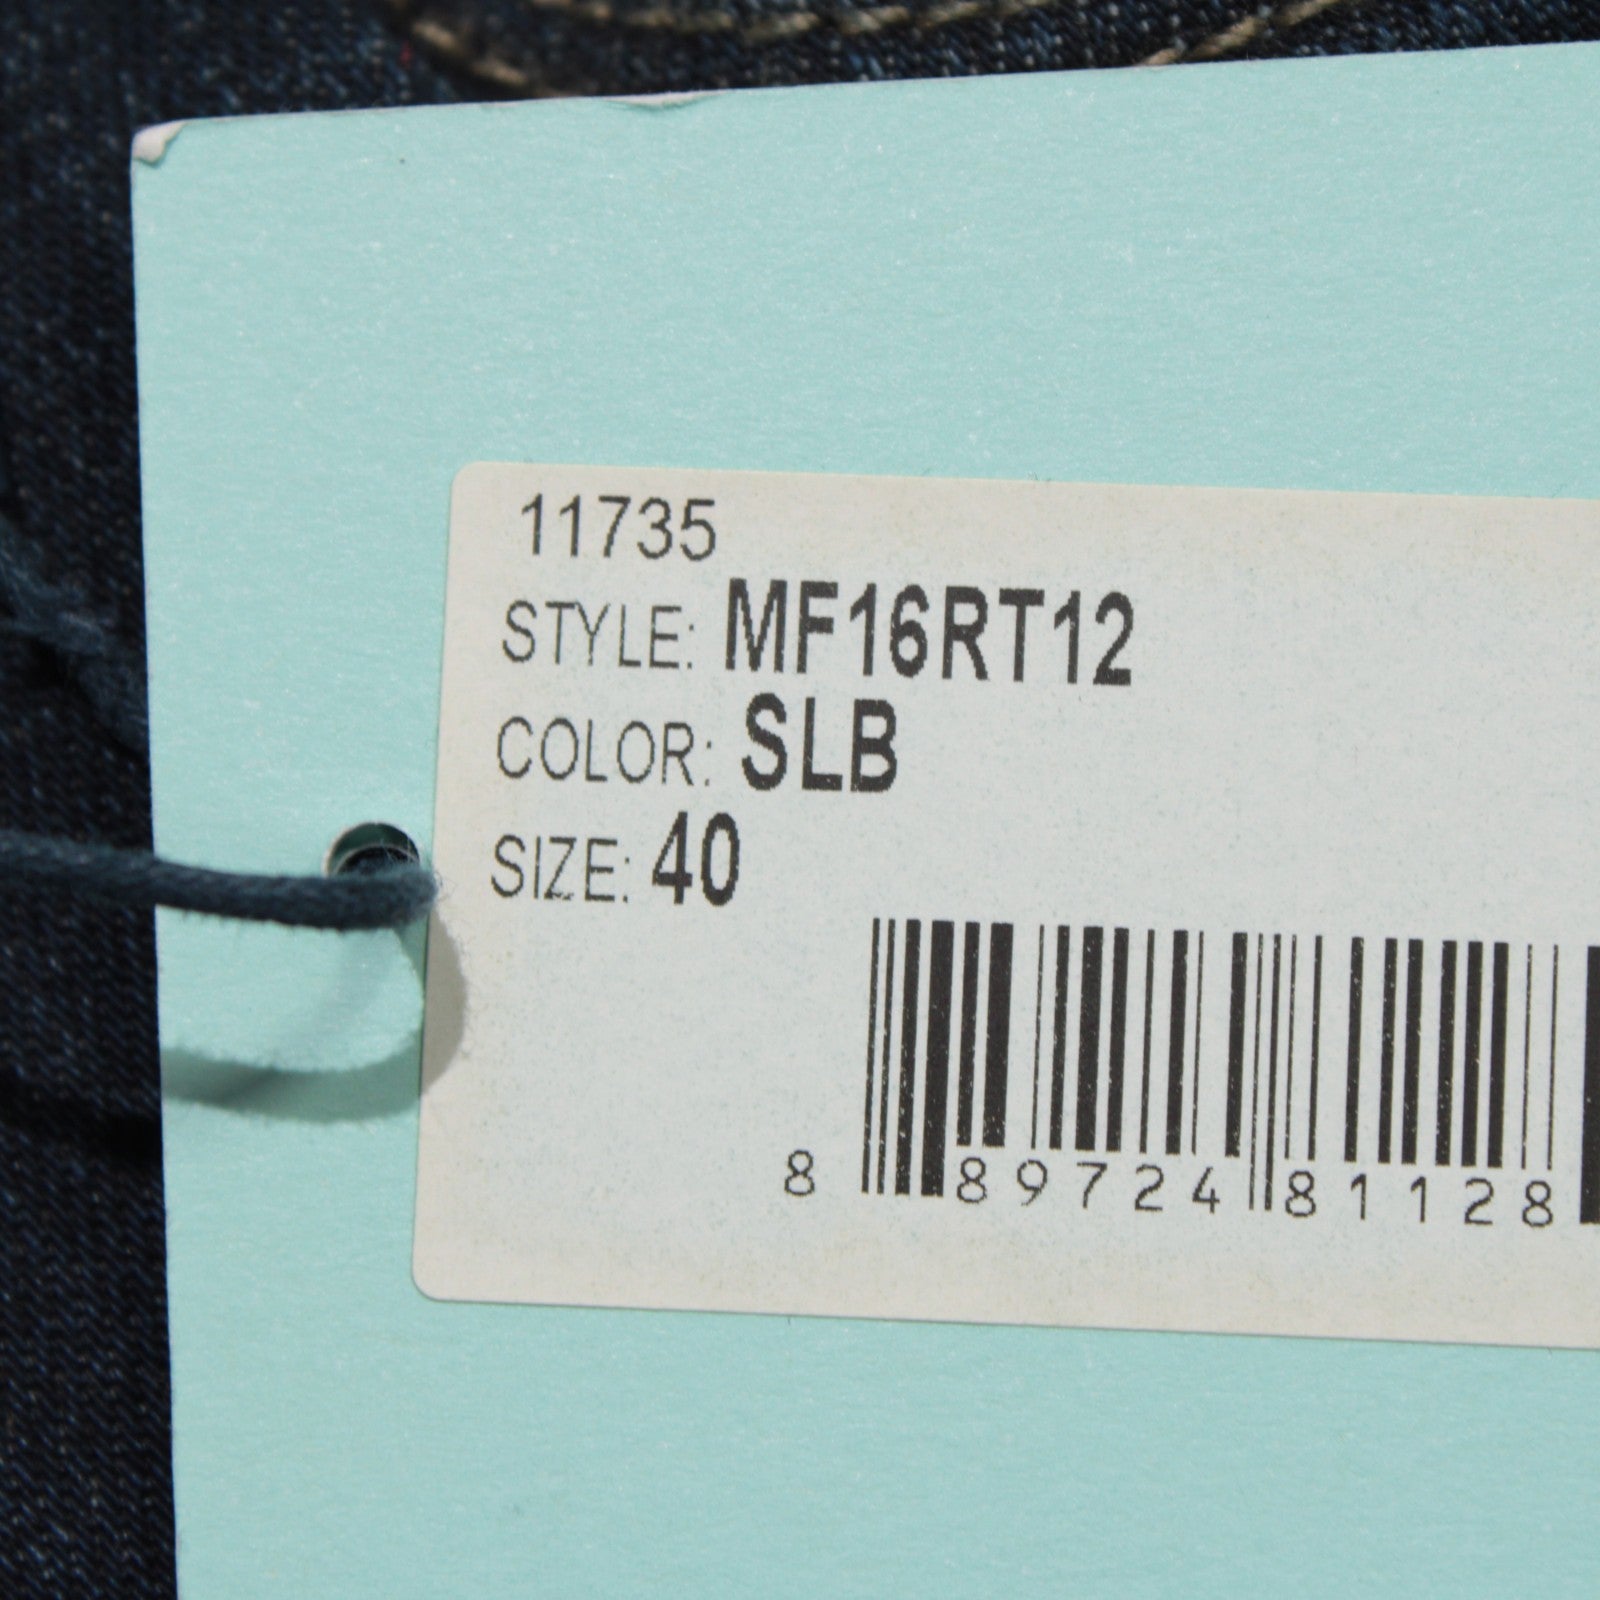 11735
STYLE: MF16RT12
COLOR: SLB
SIZE: 40
8 89724 81128